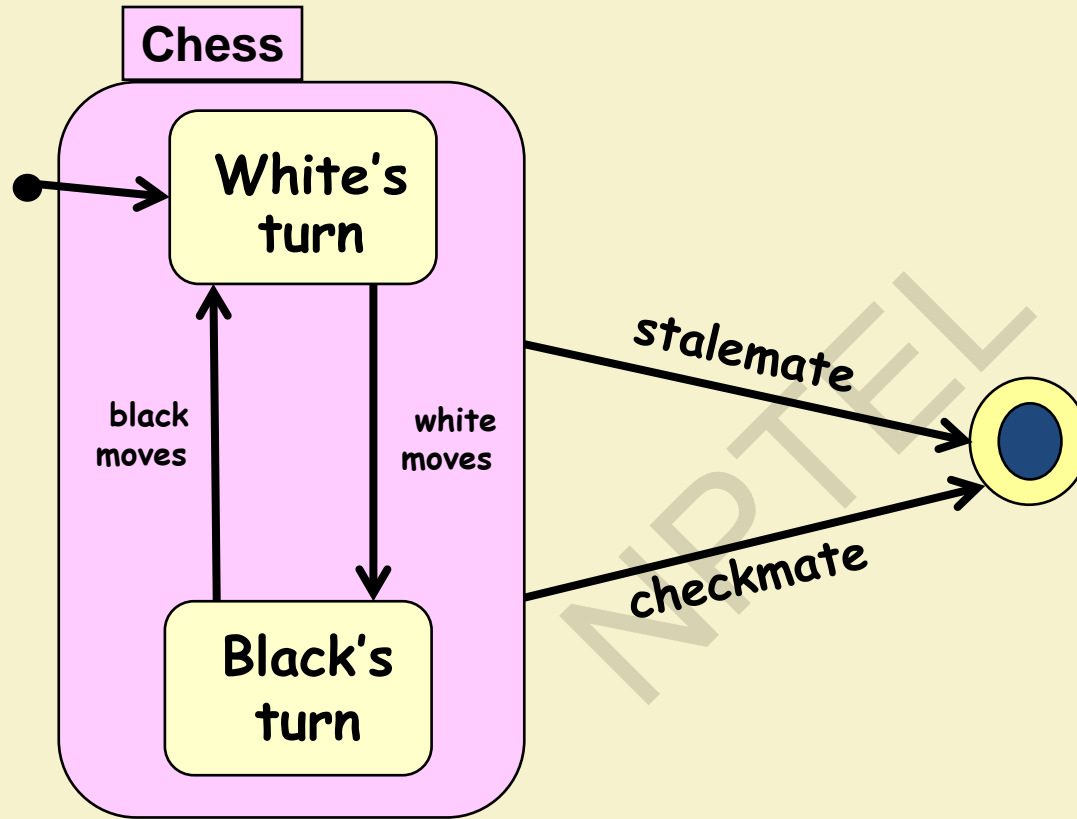 Chess
White's
turn
stalemate
black
moves
white
moves
checkmate
Black's
turn
NPTEL